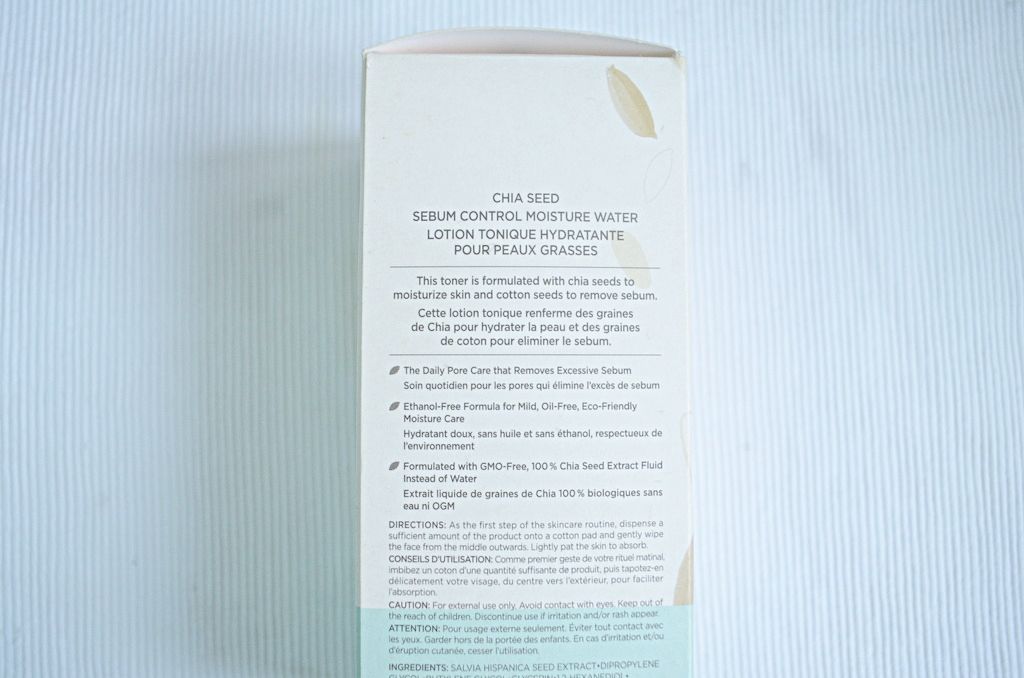 CHIA SEED
SEBUM CONTROL MOISTURE WATER
LOTION TONIQUE HYDRATANTE
POUR PEAUX GRASSES
This toner is formulated with chia seeds to
moisturize skin and cotton seeds to remove sebum.
Cette lotion tonique renferme des graines
de Chia pour hydrater la peau et des graines
de coton pour eliminer le sebum.
The Daily Pore Care that Removes Excessive Sebum
Soin quotidien pour les pores qui élimine l'excès de sebum
Ethanol-Free Formula for Mild, Oil-Free, Eco-Friendly
Moisture Care
Hydratant doux, sans huile et sans éthanol, respectueux de
l'environnement
Formulated with GMO-Free, 100% Chia Seed Extract Fluid
Instead of Water
Extrait liquide de graines de Chia 100% biologiques sans
eau ni OGM
DIRECTIONS: As the first step of the skincare routine, dispense a
sufficient amount of the product onto a cotton pad and gently wipe
the face from the middle outwards. Lightly pat the skin to absorb.
CONSEILS D'UTILISATION: Comme premier geste de votre rituel matinal,
imbibez un coton d'une quantité suffisante de produit, puis tapotez-en
délicatement votre visage, du centre vers l'extérieur, pour faciliter
l'absorption.
CAUTION: For external use only. Avoid contact with eyes. Keep out of
the reach of children. Discontinue use if irritation and/or rash appear.
ATTENTION: Pour usage externe seulement. Éviter tout contact avec
les yeux. Garder hors de la portée des enfants. En cas d'irritation et/ou
d'éruption cutanée, cesser l'utilisation.
INGREDIENTS: SALVIA HISPANICA SEED EXTRACT•DIPROPYLENE
GLYCOL•BUTYLENE GLYCOL•GLYCERIN•1,2-HEXANEDIOL•